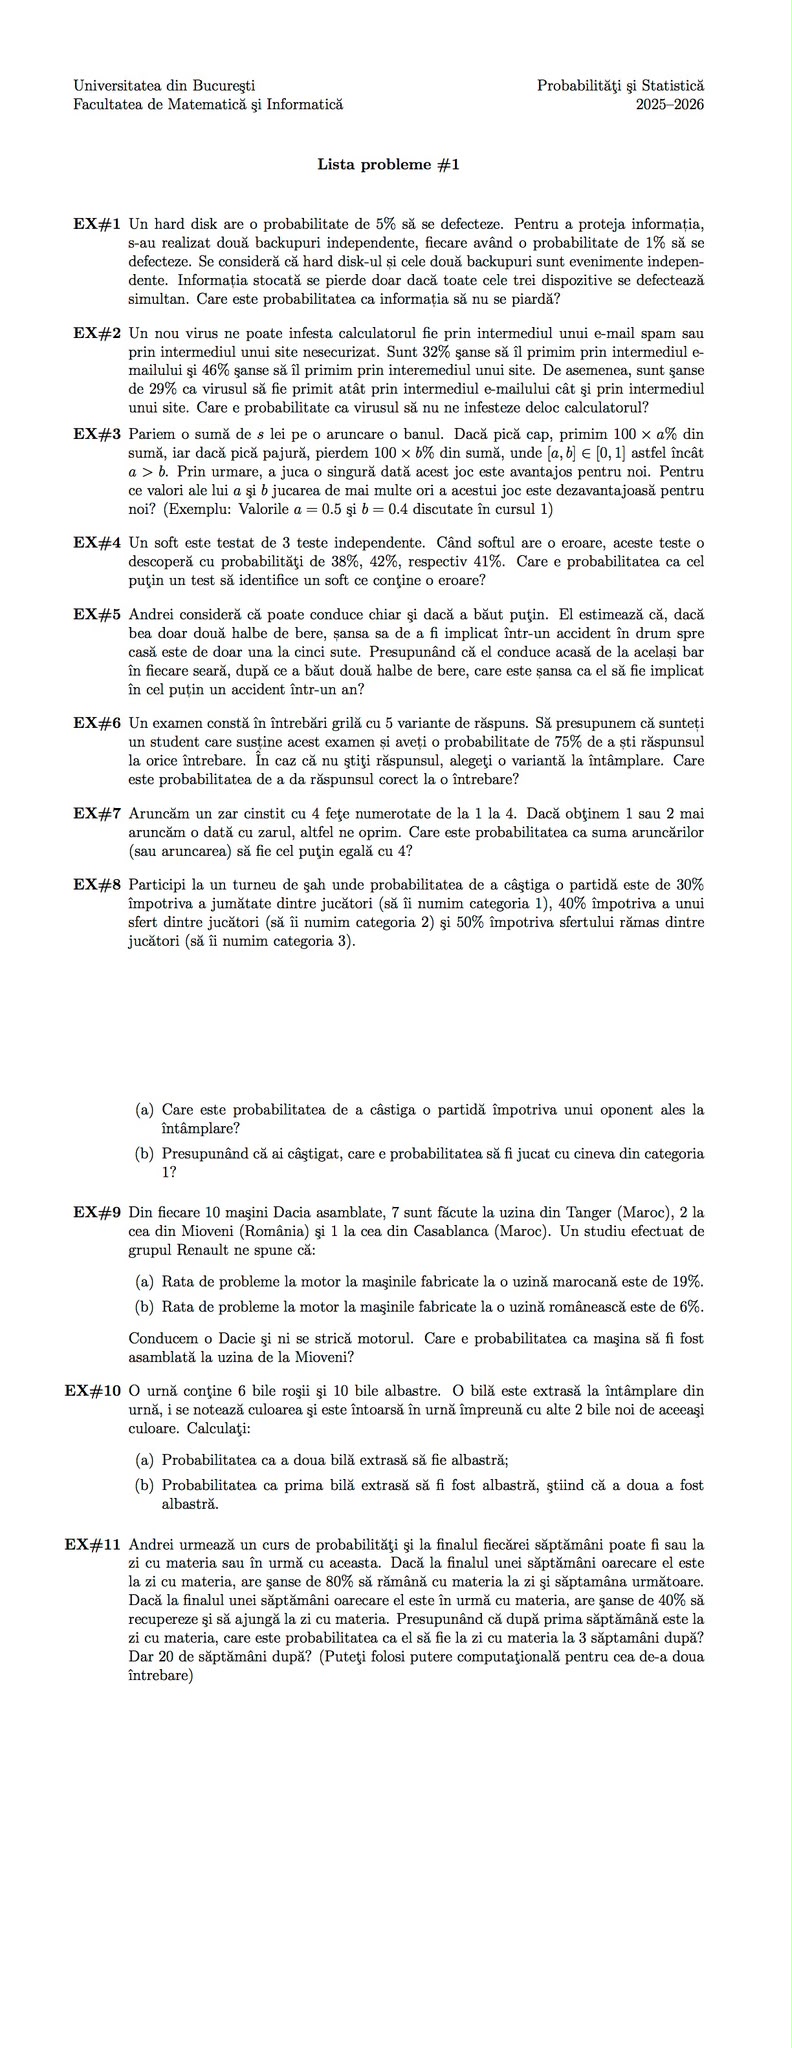 Universitatea din Bucureşti
Probabilităţi şi Statistică
Facultatea de Matematică şi Informatică
2025–2026
Lista probleme #1
EX#1 Un hard disk are o probabilitate de 5% să se defecteze. Pentru a proteja informația,
s-au realizat două backupuri independente, fiecare având o probabilitate de 1% să se
defecteze. Se consideră că hard disk-ul și cele două backupuri sunt evenimente indepen-
dente. Informația stocată se pierde doar dacă toate cele trei dispozitive se defectează
simultan. Care este probabilitatea ca informația să nu se piardă?
EX#2 Un nou virus ne poate infesta calculatorul fie prin intermediul unui e-mail spam sau
prin intermediul unui site nesecurizat. Sunt 32% şanse să îl primim prin intermediul e-
mailului şi 46% şanse să îl primim prin interemediul unui site. De asemenea, sunt şanse
de 29% ca virusul să fie primit atât prin intermediul e-mailului cât şi prin intermediul
unui site. Care e probabilitate ca virusul să nu ne infesteze deloc calculatorul?
EX#3 Pariem o sumă de s lei pe o aruncare o banul. Dacă pică cap, primim 100 × a% din
sumă, iar dacă pică pajură, pierdem 100 × b% din sumă, unde [a, b] ∈ [0, 1] astfel încât
a > b. Prin urmare, a juca o singură dată acest joc este avantajos pentru noi. Pentru
ce valori ale lui a şi b jucarea de mai multe ori a acestui joc este dezavantajoasă pentru
noi? (Exemplu: Valorile a = 0.5 şi b = 0.4 discutate în cursul 1)
EX#4 Un soft este testat de 3 teste independente. Când softul are o eroare, aceste teste o
descoperă cu probabilităţi de 38%, 42%, respectiv 41%. Care e probabilitatea ca cel
puţin un test să identifice un soft ce conţine o eroare?
EX#5 Andrei consideră că poate conduce chiar și dacă a băut puțin. El estimează că, dacă
bea doar două halbe de bere, șansa sa de a fi implicat într-un accident în drum spre
casă este de doar una la cinci sute. Presupunând că el conduce acasă de la același bar
în fiecare seară, după ce a băut două halbe de bere, care este șansa ca el să fie implicat
în cel puțin un accident într-un an?
EX#6 Un examen constă în întrebări grilă cu 5 variante de răspuns. Să presupunem că sunteți
un student care susține acest examen și aveți o probabilitate de 75% de a ști răspunsul
la orice întrebare. În caz că nu ştiţi răspunsul, alegeţi o variantă la întâmplare. Care
este probabilitatea de a da răspunsul corect la o întrebare?
EX#7 Aruncăm un zar cinstit cu 4 feţe numerotate de la 1 la 4. Dacă obţinem 1 sau 2 mai
aruncăm o dată cu zarul, altfel ne oprim. Care este probabilitatea ca suma aruncărilor
(sau aruncarea) să fie cel puţin egală cu 4?
EX#8 Participi la un turneu de şah unde probabilitatea de a câştiga o partidă este de 30%
împotriva a jumătate dintre jucători (să îi numim categoria 1), 40% împotriva a unui
sfert dintre jucători (să îi numim categoria 2) şi 50% împotriva sfertului rămas dintre
jucători (să îi numim categoria 3).
(a) Care este probabilitatea de a câstiga o partidă împotriva unui oponent ales la
întâmplare?
(b) Presupunând că ai câştigat, care e probabilitatea să fi jucat cu cineva din categoria
1?
EX#9 Din fiecare 10 maşini Dacia asamblate, 7 sunt făcute la uzina din Tanger (Maroc), 2 la
cea din Mioveni (România) şi 1 la cea din Casablanca (Maroc). Un studiu efectuat de
grupul Renault ne spune că:
(a) Rata de probleme la motor la maşinile fabricate la o uzină marocană este de 19%.
(b) Rata de probleme la motor la maşinile fabricate la o uzină românească este de 6%.
Conducem o Dacie şi ni se strică motorul. Care e probabilitatea ca maşina să fi fost
asamblată la uzina de la Mioveni?
EX#10 O urnă conţine 6 bile roşii şi 10 bile albastre. O bilă este extrasă la întâmplare din
urnă, i se notează culoarea şi este întoarsă în urnă împreună cu alte 2 bile noi de aceeaşi
culoare. Calculaţi:
(a) Probabilitatea ca a doua bilă extrasă să fie albastră;
(b) Probabilitatea ca prima bilă extrasă să fi fost albastră, ştiind că a doua a fost
albastră.
EX#11 Andrei urmează un curs de probabilităţi şi la finalul fiecărei săptămâni poate fi sau la
zi cu materia sau în urmă cu aceasta. Dacă la finalul unei săptămâni oarecare el este
la zi cu materia, are şanse de 80% să rămână cu materia la zi şi săptamâna următoare.
Dacă la finalul unei săptămâni oarecare el este în urmă cu materia, are şanse de 40% să
recupereze şi să ajungă la zi cu materia. Presupunând că după prima săptămână este la
zi cu materia, care este probabilitatea ca el să fie la zi cu materia la 3 săptamâni după?
Dar 20 de săptămâni după? (Puteţi folosi putere computaţională pentru cea de-a doua
întrebare)